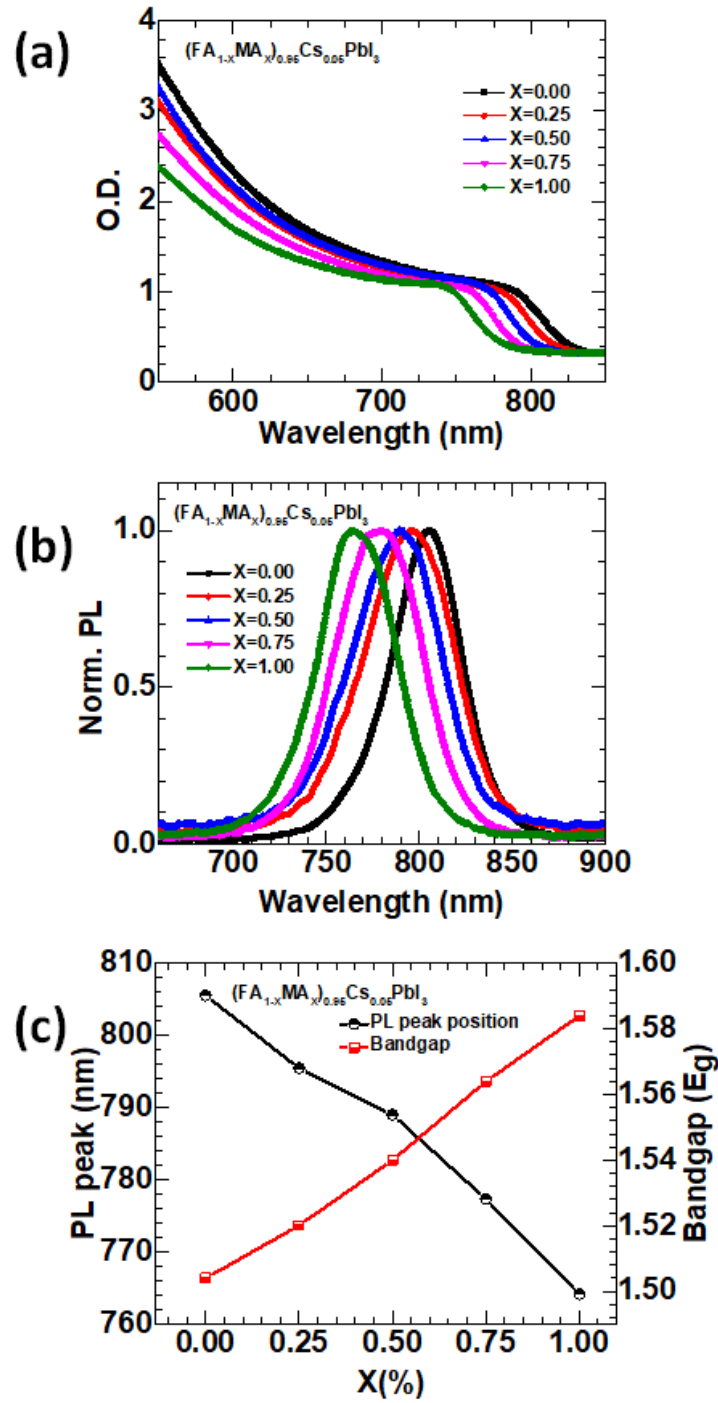 (a)
(FA₁₋ₓMAₓ)₀.₉₅Cs₀.₀₅PbI₃
X=0.00
X=0.25
X=0.50
X=0.75
X=1.00
O.D.
4
3
2
1
0
600 700 800
Wavelength (nm)
(b)
(FA₁₋ₓMAₓ)₀.₉₅Cs₀.₀₅PbI₃
X=0.00
X=0.25
X=0.50
X=0.75
X=1.00
Norm. PL
1.0
0.5
0.0
700 750 800 850 900
Wavelength (nm)
(c)
(FA₁₋ₓMAₓ)₀.₉₅Cs₀.₀₅PbI₃
PL peak position
Bandgap
PL peak (nm)
810
800
790
780
770
760
Bandgap (Eg)
1.60
1.58
1.56
1.54
1.52
1.50
0.00 0.25 0.50 0.75 1.00
X(%)